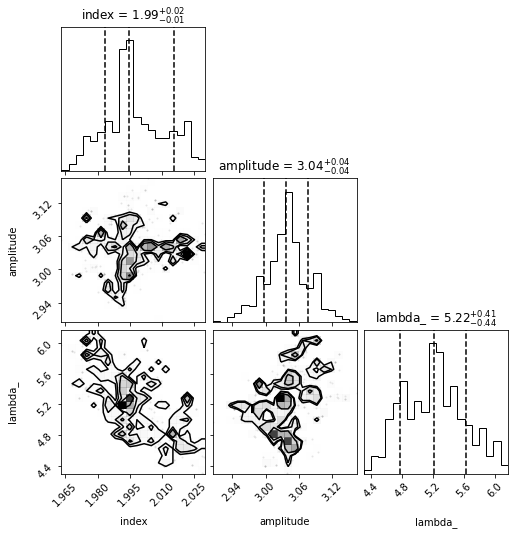 index = 1.99+0.02−0.01
amplitude = 3.04+0.04−0.04
3.12
3.06
3.00
2.94
amplitude
lambda_ = 5.22+0.41−0.44
6.0
5.6
5.2
4.8
4.4
lambda_
1.965
1.980
1.995
2.010
2.025
index
2.94
3.00
3.06
3.12
amplitude
4.4
4.8
5.2
5.6
6.0
lambda_